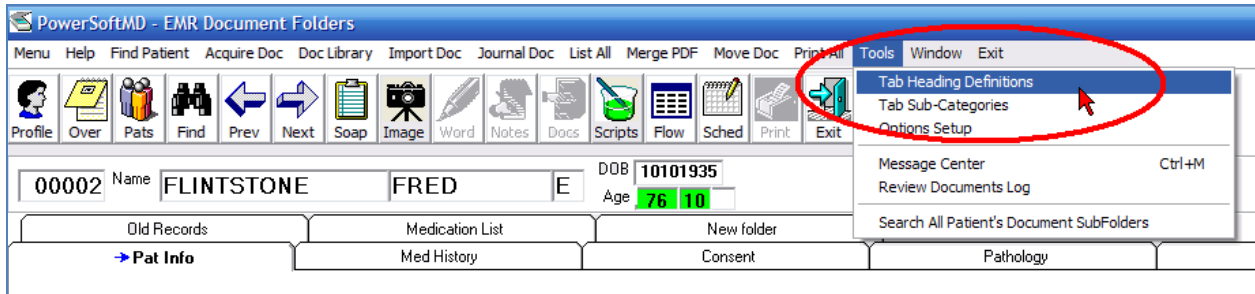 PowerSoftMD - EMR Document Folders
Menu Help Find Patient Acquire Doc Doc Library Import Doc Journal Doc List All Merge PDF Move Doc Print All Tools Window Exit
Tab Heading Definitions
Tab Sub-Categories
Options Setup
Message Center Ctrl+M
Review Documents Log
Search All Patient's Document SubFolders
Profile Over Pats Find Prev Next Soap Image Word Notes Docs Scripts Flow Sched Print Exit
00002 Name FLINTSTONE FRED E DOB 10101935
Age 76 10
Old Records Medication List New folder
Pat Info Med History Consent Pathology